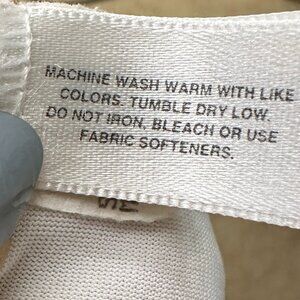 MACHINE WASH WARM WITH LIKE
COLORS. TUMBLE DRY LOW.
DO NOT IRON, BLEACH OR USE
FABRIC SOFTENERS.